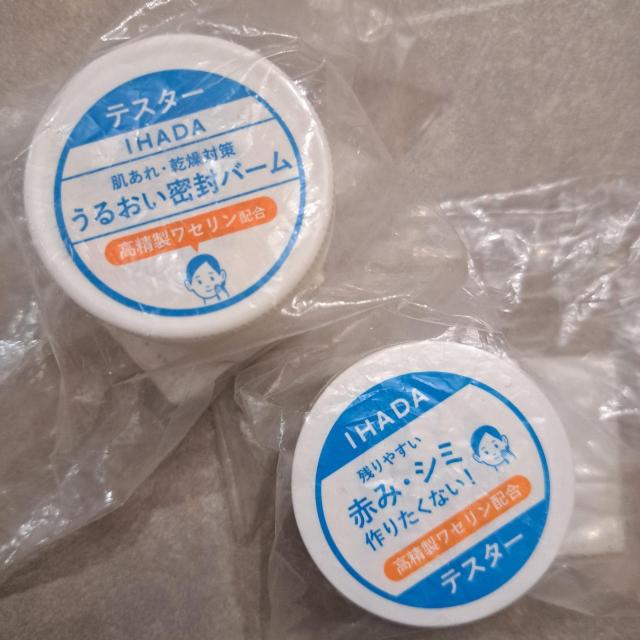 テスター
IHADA
肌あれ・乾燥対策
うるおい密封バーム
高精製ワセリン配合
IHADA
残りやすい
赤み・シミ
作りたくない!
高精製ワセリン配合
テスター